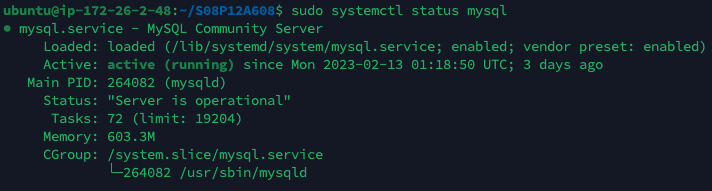 ubuntu@ip-172-26-2-48:~/S08P12A608$ sudo systemctl status mysql
● mysql.service - MySQL Community Server
Loaded: loaded (/lib/systemd/system/mysql.service; enabled; vendor preset: enabled)
Active: active (running) since Mon 2023-02-13 01:18:50 UTC; 3 days ago
Main PID: 264082 (mysqld)
Status: "Server is operational"
Tasks: 72 (limit: 19204)
Memory: 603.3M
CGroup: /system.slice/mysql.service
└─264082 /usr/sbin/mysqld